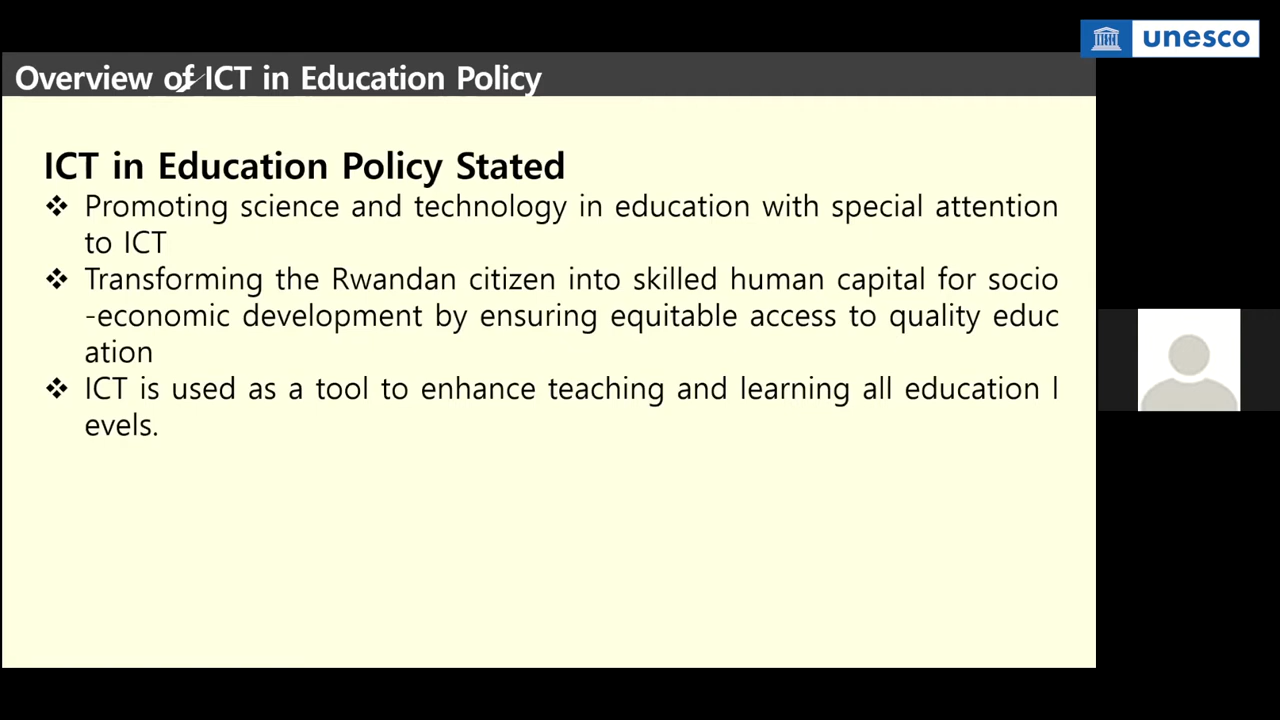 unesco
Overview of ICT in Education Policy
ICT in Education Policy Stated
❖ Promoting science and technology in education with special attention
to ICT
❖ Transforming the Rwandan citizen into skilled human capital for socio
-economic development by ensuring equitable access to quality educ
ation
❖ ICT is used as a tool to enhance teaching and learning all education l
evels.